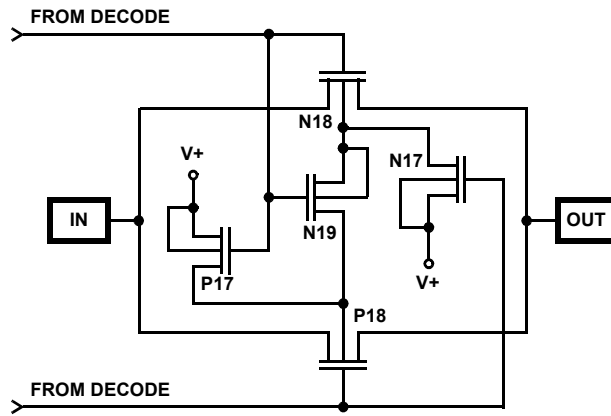 FROM DECODE
N18
V+
N17
IN
OUT
N19
P17
V+
P18
FROM DECODE